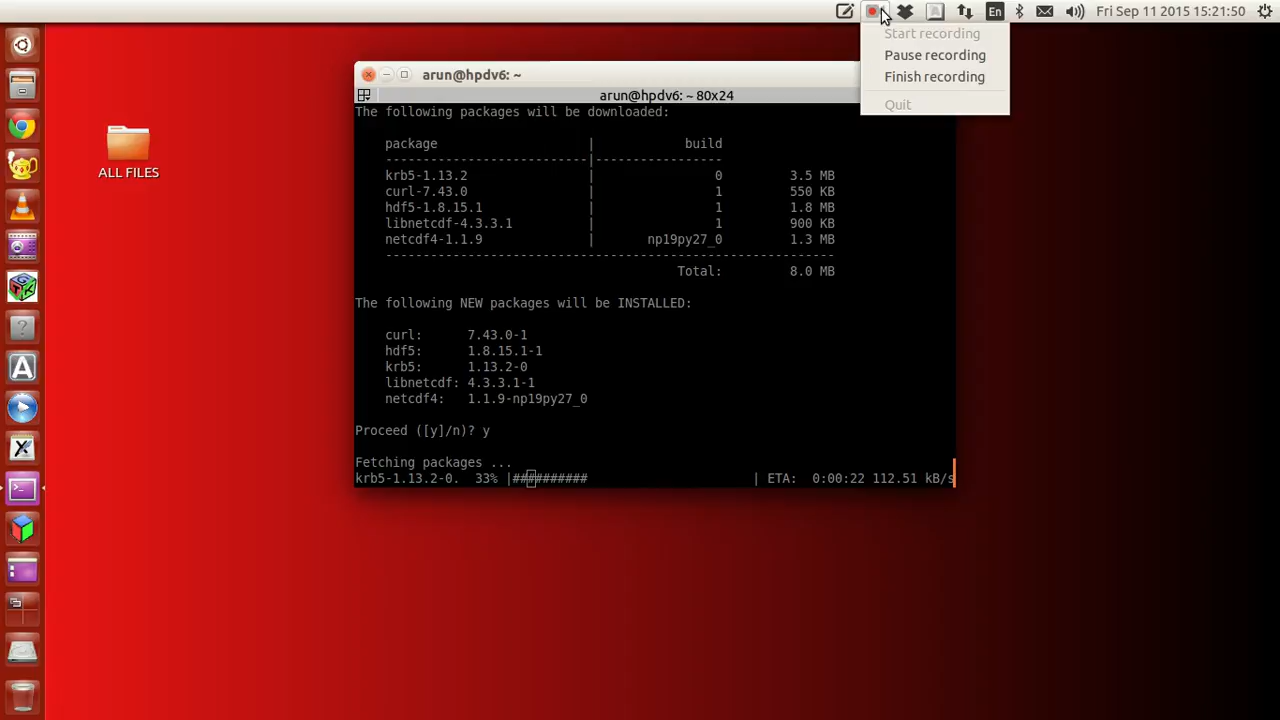 En
Fri Sep 11 2015 15:21:50
Start recording
Pause recording
Finish recording
Quit
arun@hpdv6: ~
arun@hpdv6: ~ 80x24
ALL FILES
The following packages will be downloaded:
package | build
---------------------------|-----------------
krb5-1.13.2 | 0 3.5 MB
curl-7.43.0 | 1 550 KB
hdf5-1.8.15.1 | 1 1.8 MB
libnetcdf-4.3.3.1 | 1 900 KB
netcdf4-1.1.9 | np19py27_0 1.3 MB
------------------------------------------------------------
Total: 8.0 MB
The following NEW packages will be INSTALLED:
curl: 7.43.0-1
hdf5: 1.8.15.1-1
krb5: 1.13.2-0
libnetcdf: 4.3.3.1-1
netcdf4: 1.1.9-np19py27_0
Proceed ([y]/n)? y
Fetching packages ...
krb5-1.13.2-0. 33% |########## | ETA: 0:00:22 112.51 kB/s